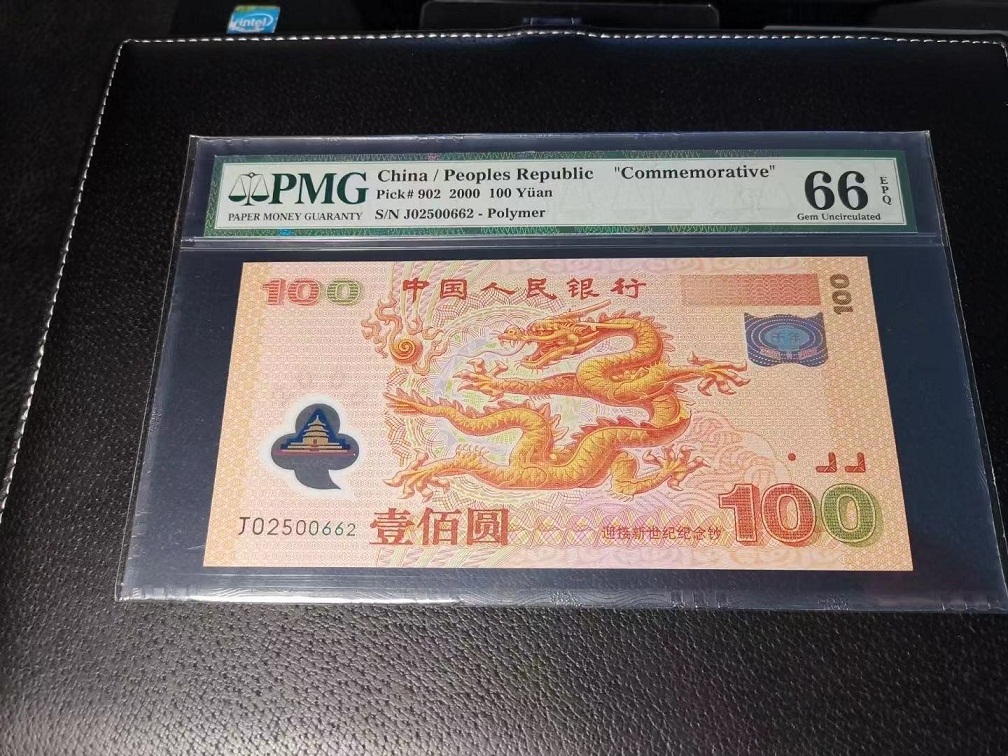 intel
PMG
PAPER MONEY GUARANTY
China / Peoples Republic "Commemorative"
Pick# 902 2000 100 Yüan
S/N J02500662 - Polymer
66
EPQ
Gem Uncirculated
100
中国人民银行
100
千年
J02500662
壹佰圆
迎接新世纪纪念钞
100